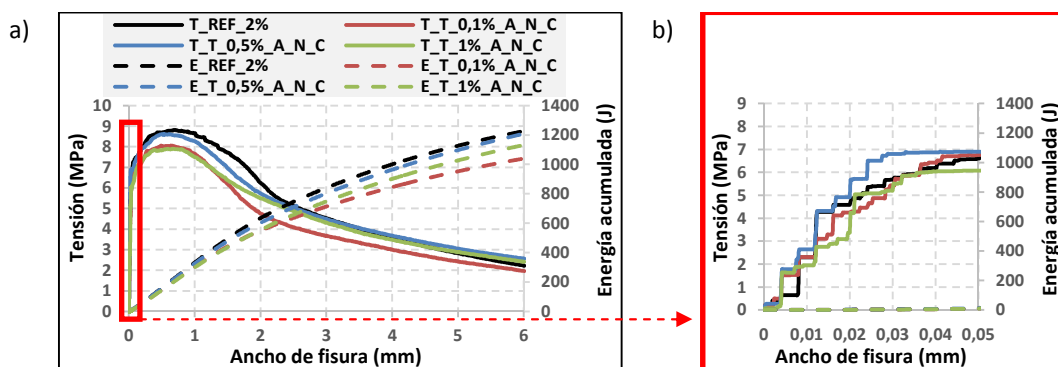 a)
T_REF_2% T_T_0,1%_A_N_C
T_T_0,5%_A_N_C T_T_1%_A_N_C
E_REF_2% E_T_0,1%_A_N_C
E_T_0,5%_A_N_C E_T_1%_A_N_C
Tensión (MPa)
10
9
8
7
6
5
4
3
2
1
0
0 1 2 3 4 5 6
Ancho de fisura (mm)
1400
1200
1000
800
600
400
200
0
Energía acumulada (J)
b)
Tensión (MPa)
9
8
7
6
5
4
3
2
1
0
0 0,01 0,02 0,03 0,04 0,05
Ancho de fisura (mm)
1400
1200
1000
800
600
400
200
0
Energía acumulada (J)